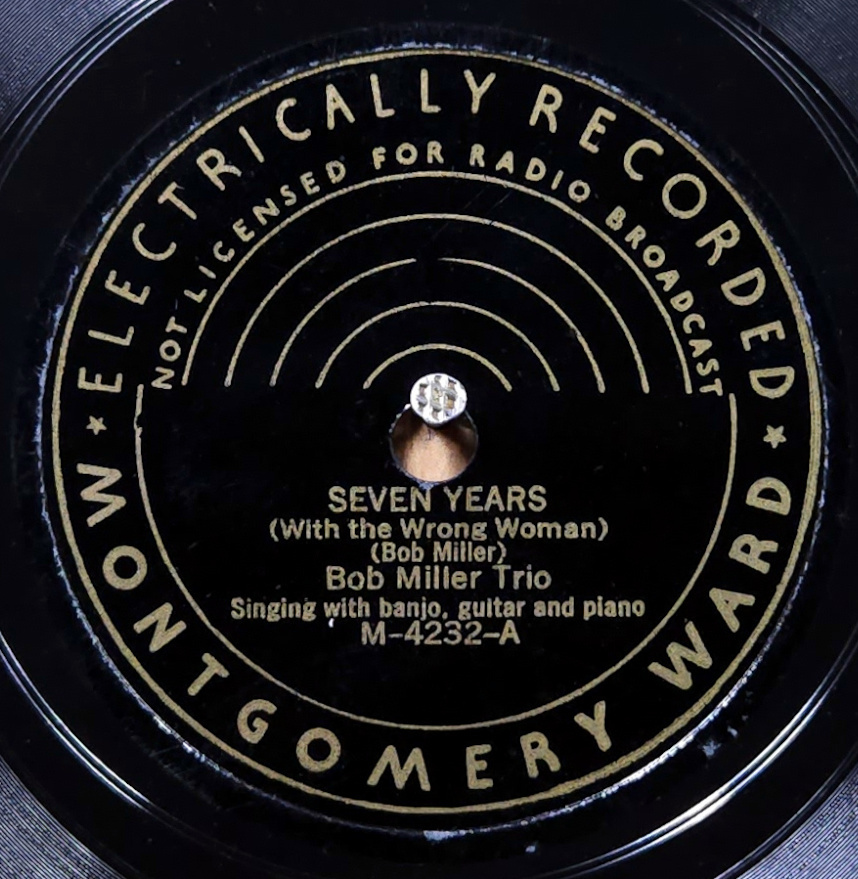 ELECTRICALLY RECORDED
NOT LICENSED FOR RADIO BROADCAST
SEVEN YEARS
(With the Wrong Woman)
(Bob Miller)
Bob Miller Trio
Singing with banjo, guitar and piano
M-4232-A
★ MONTGOMERY WARD ★